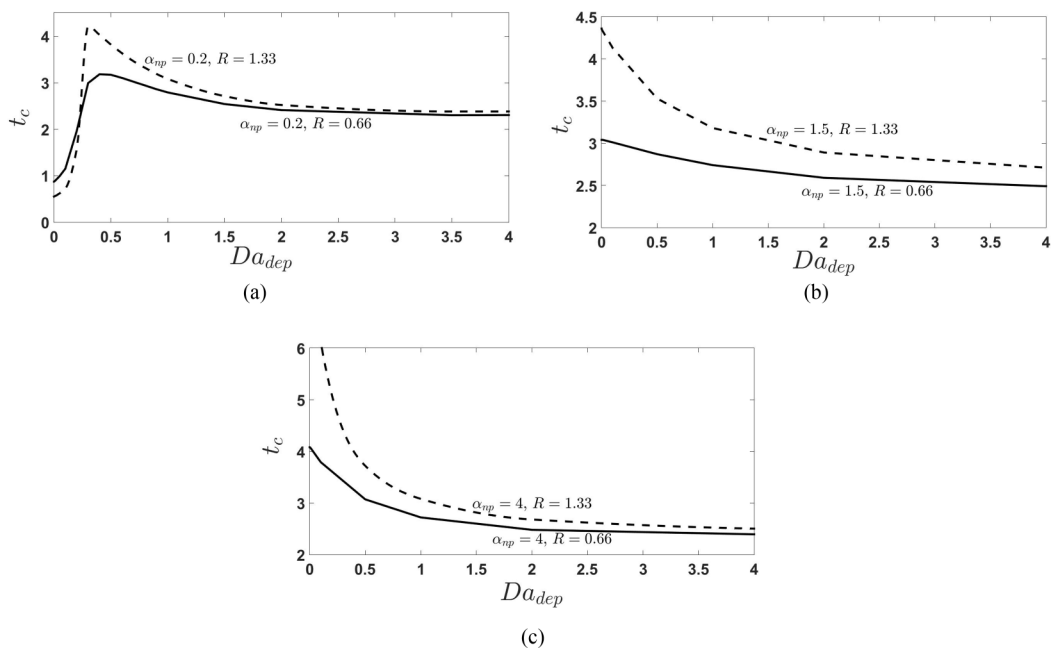 4
3
t_c
2
1
0
α_np = 0.2, R = 1.33
α_np = 0.2, R = 0.66
0 0.5 1 1.5 2 2.5 3 3.5 4
Da_dep
(a)
4.5
4
3.5
t_c
3
2.5
2
α_np = 1.5, R = 1.33
α_np = 1.5, R = 0.66
0 0.5 1 1.5 2 2.5 3 3.5 4
Da_dep
(b)
6
5
t_c
4
3
2
α_np = 4, R = 1.33
α_np = 4, R = 0.66
0 0.5 1 1.5 2 2.5 3 3.5 4
Da_dep
(c)